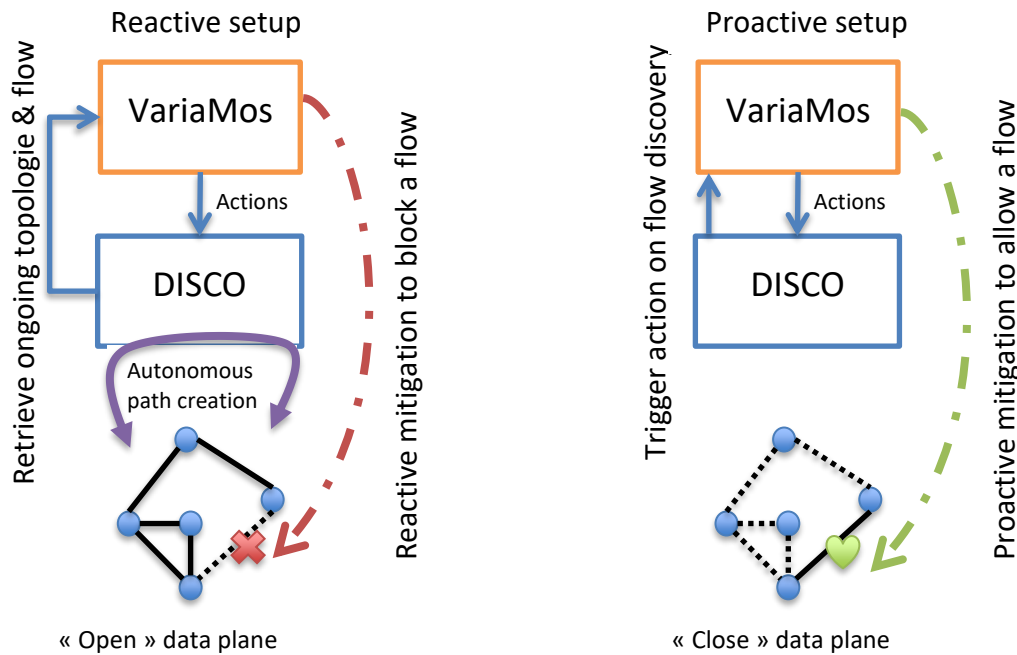 Reactive setup
Retrieve ongoing topologie & flow
VariaMos
Actions
DISCO
Autonomous
path creation
Reactive mitigation to block a flow
« Open » data plane
Proactive setup
Trigger action on flow discovery
VariaMos
Actions
DISCO
Proactive mitigation to allow a flow
« Close » data plane